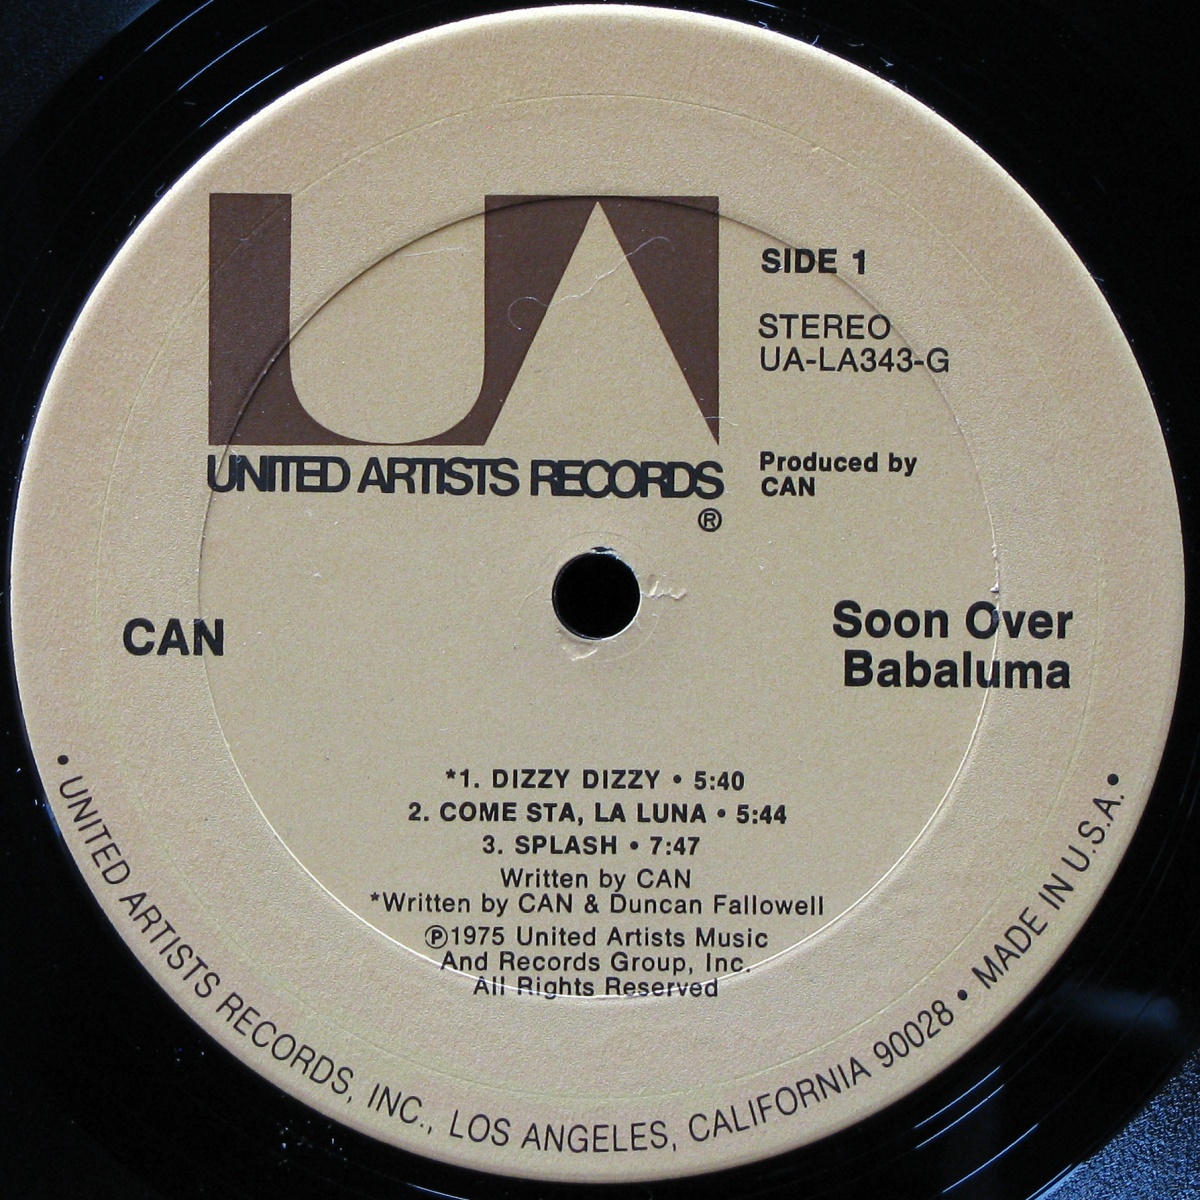 UA
UNITED ARTISTS RECORDS
®
SIDE 1
STEREO
UA-LA343-G
Produced by
CAN
CAN
Soon Over
Babaluma
*1. DIZZY DIZZY • 5:40
2. COME STA, LA LUNA • 5:44
3. SPLASH • 7:47
Written by CAN
*Written by CAN & Duncan Fallowell
℗1975 United Artists Music
And Records Group, Inc.
All Rights Reserved
• UNITED ARTISTS RECORDS, INC., LOS ANGELES, CALIFORNIA 90028 • MADE IN U.S.A. •